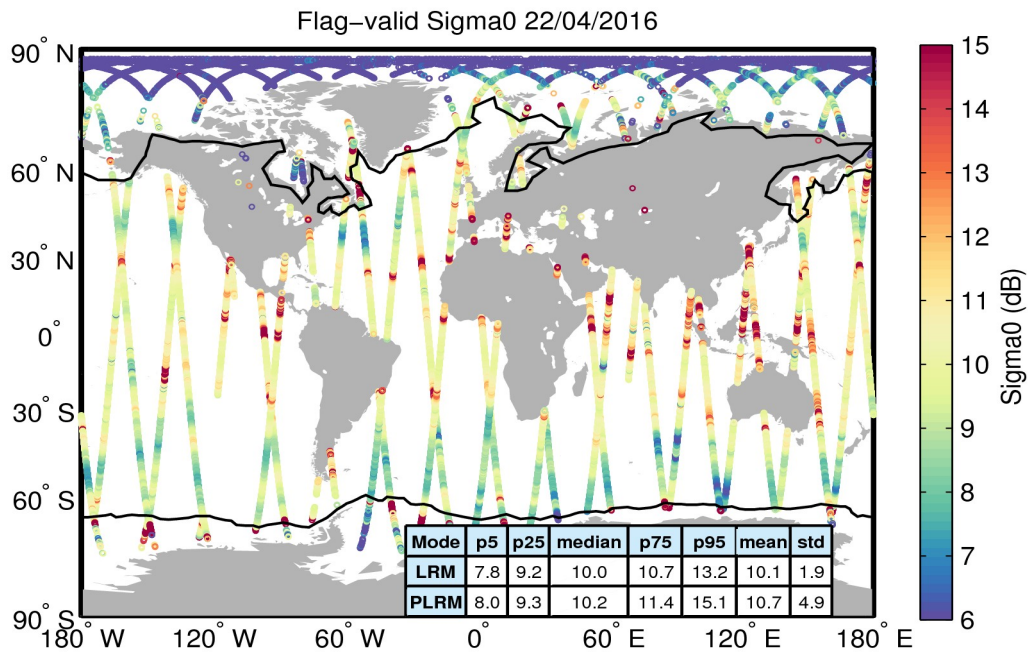 Flag−valid Sigma0 22/04/2016
90° N
60° N
30° N
0°
30° S
60° S
90° S
180° W
120° W
60° W
0°
60° E
120° E
180° E
Mode p5 p25 median p75 p95 mean std
LRM 7.8 9.2 10.0 10.7 13.2 10.1 1.9
PLRM 8.0 9.3 10.2 11.4 15.1 10.7 4.9
15
14
13
12
11
10
9
8
7
6
Sigma0 (dB)